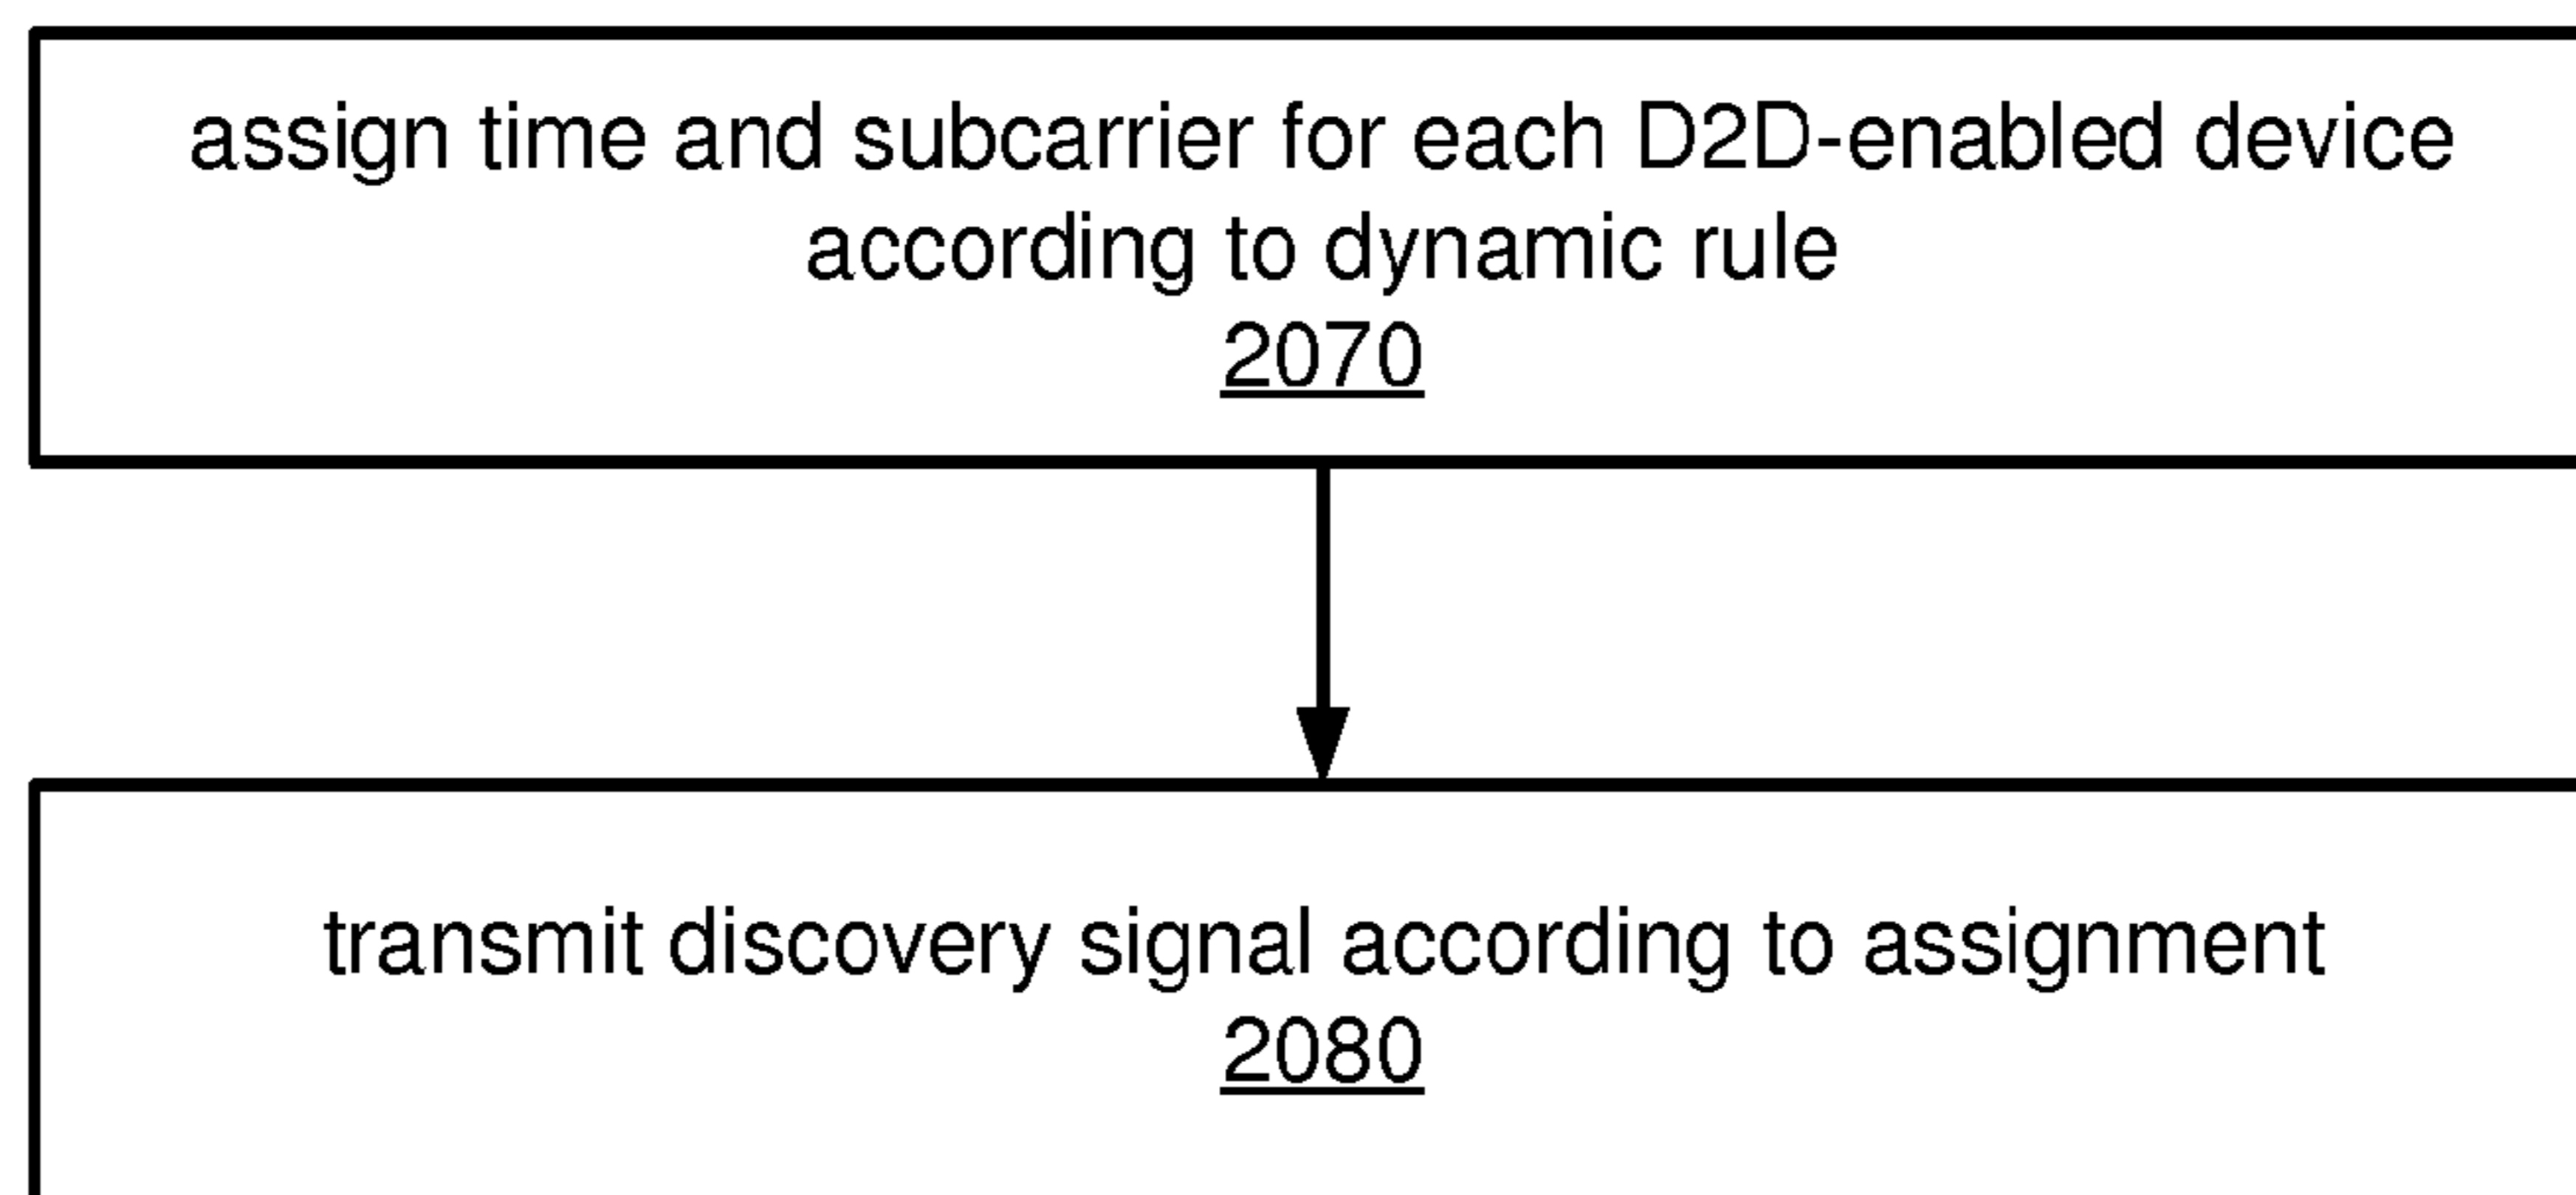 assign time and subcarrier for each D2D-enabled device
according to dynamic rule
2070
transmit discovery signal according to assignment
2080